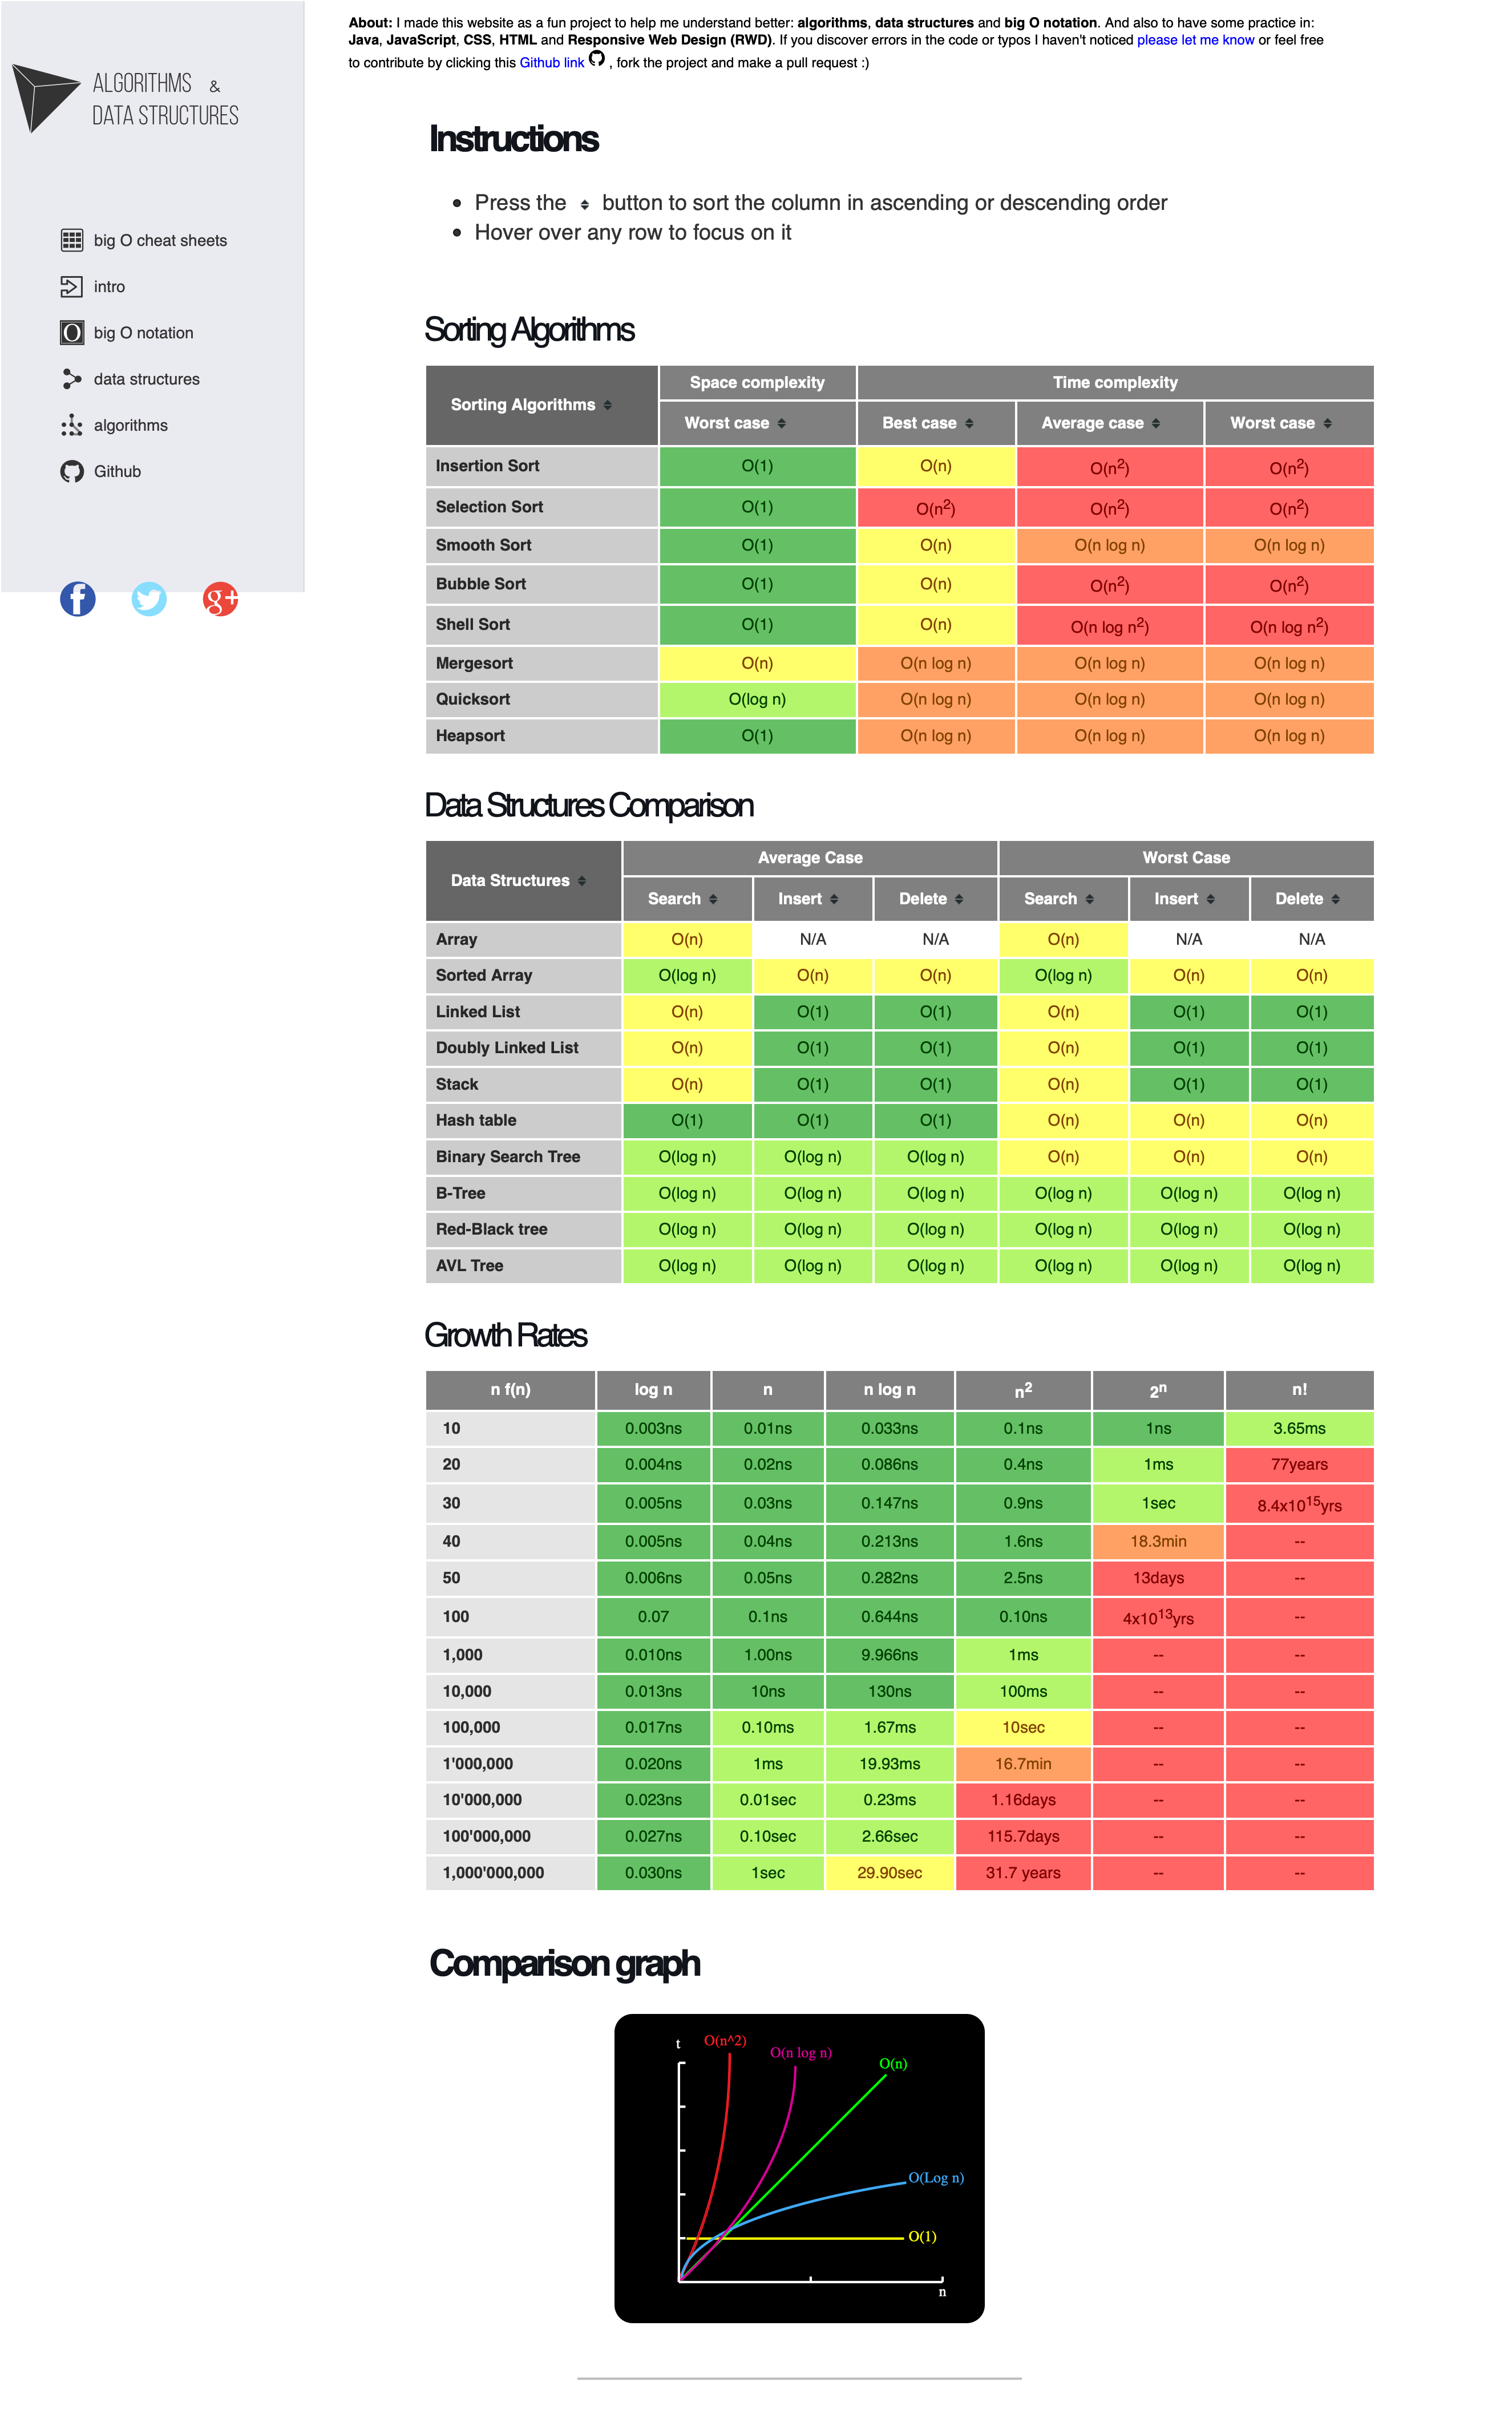 ALGORITHMS &
DATA STRUCTURES
big O cheat sheets
intro
big O notation
data structures
algorithms
Github
f
g+
About: I made this website as a fun project to help me understand better: algorithms, data structures and big O notation. And also to have some practice in:
Java, JavaScript, CSS, HTML and Responsive Web Design (RWD). If you discover errors in the code or typos I haven't noticed please let me know or feel free
to contribute by clicking this Github link , fork the project and make a pull request :)
Instructions
• Press the button to sort the column in ascending or descending order
• Hover over any row to focus on it
Sorting Algorithms
Sorting Algorithms Space complexity Time complexity
Worst case Best case Average case Worst case
Insertion Sort O(1) O(n) O(n²) O(n²)
Selection Sort O(1) O(n²) O(n²) O(n²)
Smooth Sort O(1) O(n) O(n log n) O(n log n)
Bubble Sort O(1) O(n) O(n²) O(n²)
Shell Sort O(1) O(n) O(n log n²) O(n log n²)
Mergesort O(n) O(n log n) O(n log n) O(n log n)
Quicksort O(log n) O(n log n) O(n log n) O(n log n)
Heapsort O(1) O(n log n) O(n log n) O(n log n)
Data Structures Comparison
Data Structures Average Case Worst Case
Search Insert Delete Search Insert Delete
Array O(n) N/A N/A O(n) N/A N/A
Sorted Array O(log n) O(n) O(n) O(log n) O(n) O(n)
Linked List O(n) O(1) O(1) O(n) O(1) O(1)
Doubly Linked List O(n) O(1) O(1) O(n) O(1) O(1)
Stack O(n) O(1) O(1) O(n) O(1) O(1)
Hash table O(1) O(1) O(1) O(n) O(n) O(n)
Binary Search Tree O(log n) O(log n) O(log n) O(n) O(n) O(n)
B-Tree O(log n) O(log n) O(log n) O(log n) O(log n) O(log n)
Red-Black tree O(log n) O(log n) O(log n) O(log n) O(log n) O(log n)
AVL Tree O(log n) O(log n) O(log n) O(log n) O(log n) O(log n)
Growth Rates
n f(n) log n n n log n n² 2ⁿ n!
10 0.003ns 0.01ns 0.033ns 0.1ns 1ns 3.65ms
20 0.004ns 0.02ns 0.086ns 0.4ns 1ms 77years
30 0.005ns 0.03ns 0.147ns 0.9ns 1sec 8.4x10¹⁵yrs
40 0.005ns 0.04ns 0.213ns 1.6ns 18.3min --
50 0.006ns 0.05ns 0.282ns 2.5ns 13days --
100 0.07 0.1ns 0.644ns 0.10ns 4x10¹³yrs --
1,000 0.010ns 1.00ns 9.966ns 1ms -- --
10,000 0.013ns 10ns 130ns 100ms -- --
100,000 0.017ns 0.10ms 1.67ms 10sec -- --
1'000,000 0.020ns 1ms 19.93ms 16.7min -- --
10'000,000 0.023ns 0.01sec 0.23ms 1.16days -- --
100'000,000 0.027ns 0.10sec 2.66sec 115.7days -- --
1,000'000,000 0.030ns 1sec 29.90sec 31.7 years -- --
Comparison graph
t
O(n^2)
O(n log n)
O(n)
O(Log n)
O(1)
n